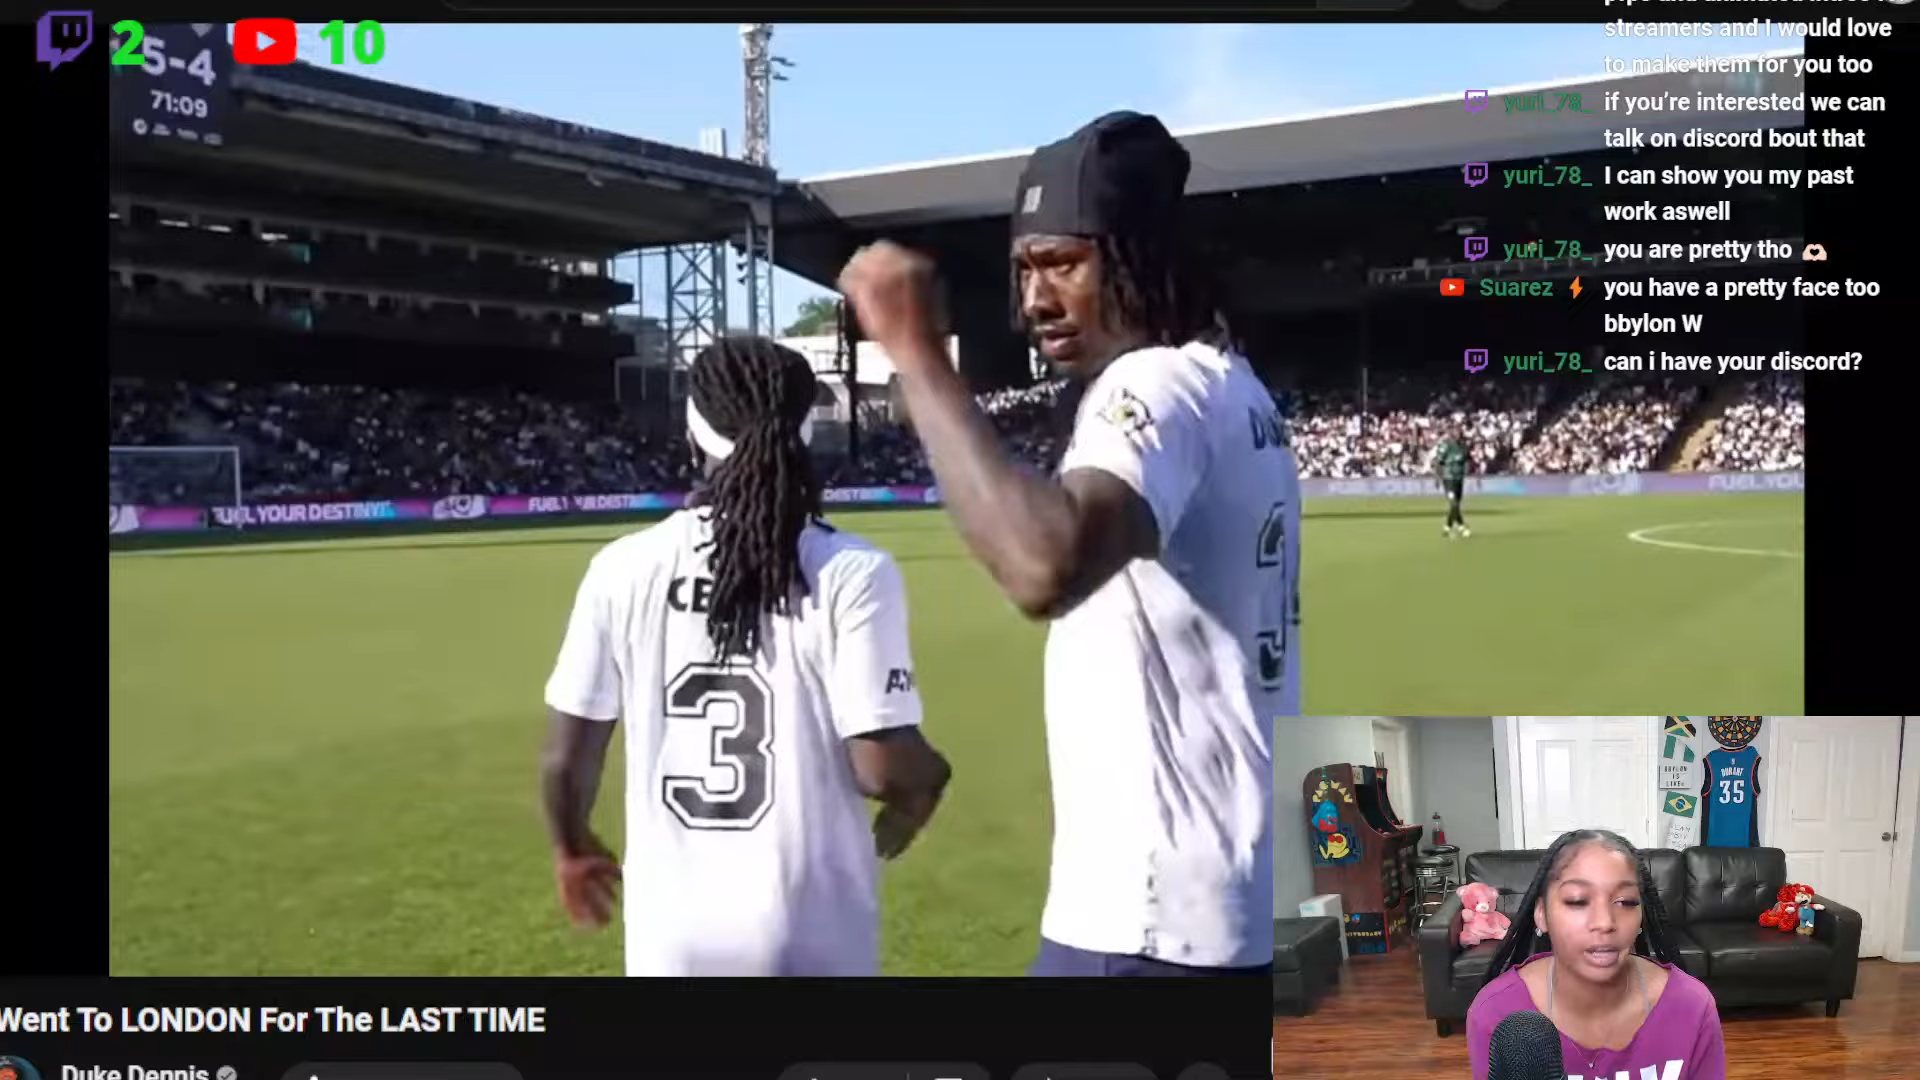 2
10
5-4
71:09
streamers and I would love
to make them for you too
yuri_78_ if you’re interested we can
talk on discord bout that
yuri_78_ I can show you my past
work aswell
yuri_78_ you are pretty tho
Suarez you have a pretty face too
bbylon W
yuri_78_ can i have your discord?
FUEL YOUR DESTINY
3
DURANT
35
Went To LONDON For The LAST TIME
Duke Dennis